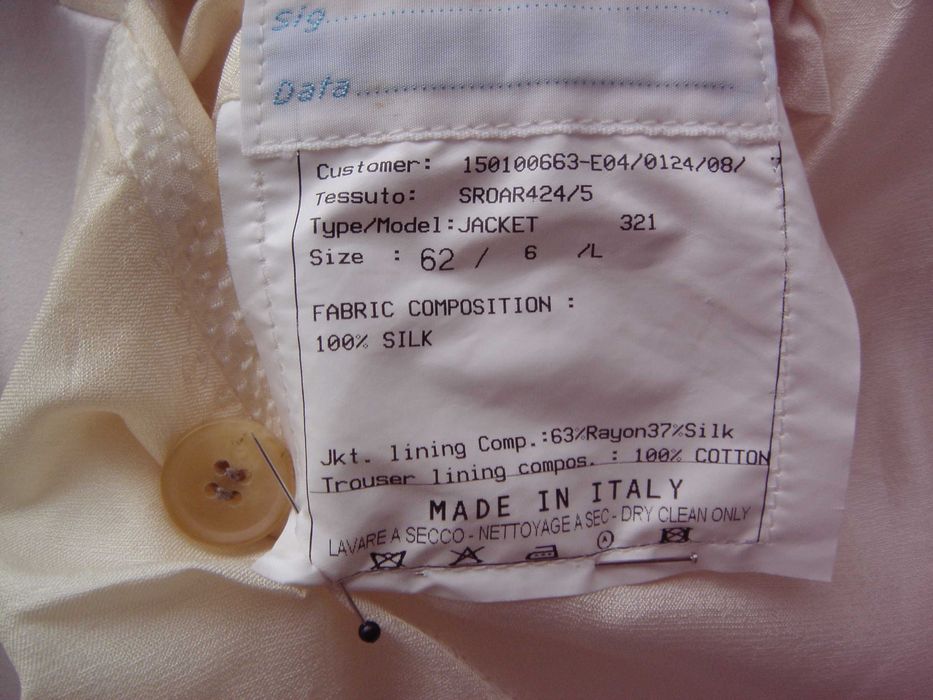 Sig.
Data
Customer: 150100663-E04/0124/08/
Tessuto: SROAR424/5
Type/Model: JACKET 321
Size : 62 / 6 /L
FABRIC COMPOSITION :
100% SILK
Jkt. lining Comp.:63%Rayon37%Silk
Trouser lining compos. : 100% COTTON
MADE IN ITALY
LAVARE A SECCO - NETTOYAGE A SEC - DRY CLEAN ONLY
A